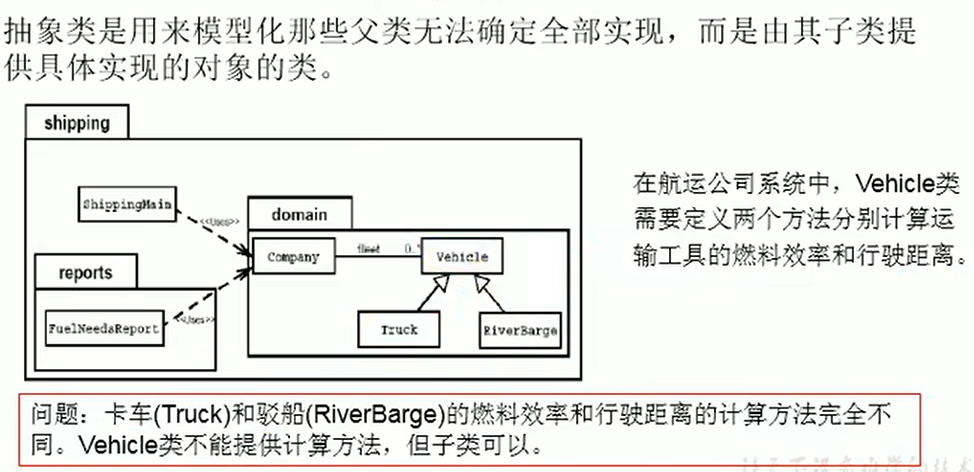 抽象类是用来模型化那些父类无法确定全部实现，而是由其子类提
供具体实现的对象的类。
shipping
ShippingMain
<<Uses>>
domain
Company
fleet
0..*
Vehicle
reports
FuelNeedsReport
<<Uses>>
Truck
RiverBarge
在航运公司系统中，Vehicle类
需要定义两个方法分别计算运
输工具的燃料效率和行驶距离。
问题：卡车(Truck)和驳船(RiverBarge)的燃料效率和行驶距离的计算方法完全不
同。Vehicle类不能提供计算方法，但子类可以。